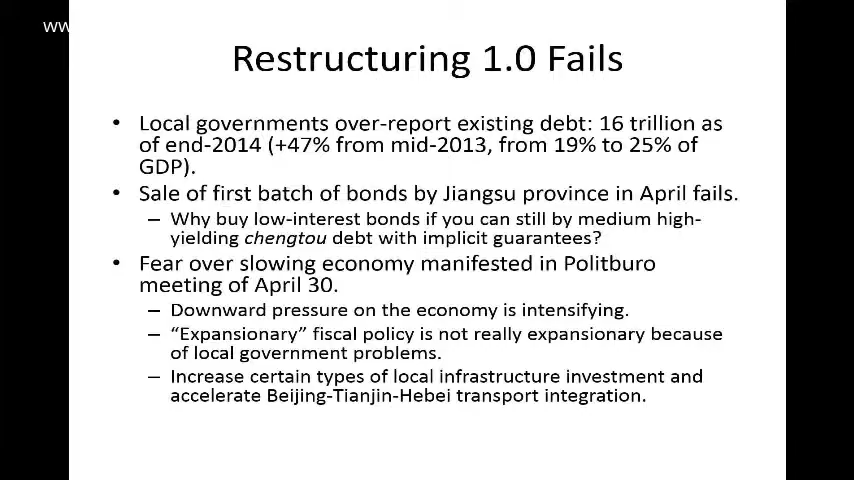 ww
Restructuring 1.0 Fails
• Local governments over-report existing debt: 16 trillion as
of end-2014 (+47% from mid-2013, from 19% to 25% of
GDP).
• Sale of first batch of bonds by Jiangsu province in April fails.
– Why buy low-interest bonds if you can still by medium high-
yielding chengtou debt with implicit guarantees?
• Fear over slowing economy manifested in Politburo
meeting of April 30.
– Downward pressure on the economy is intensifying.
– “Expansionary” fiscal policy is not really expansionary because
of local government problems.
– Increase certain types of local infrastructure investment and
accelerate Beijing-Tianjin-Hebei transport integration.